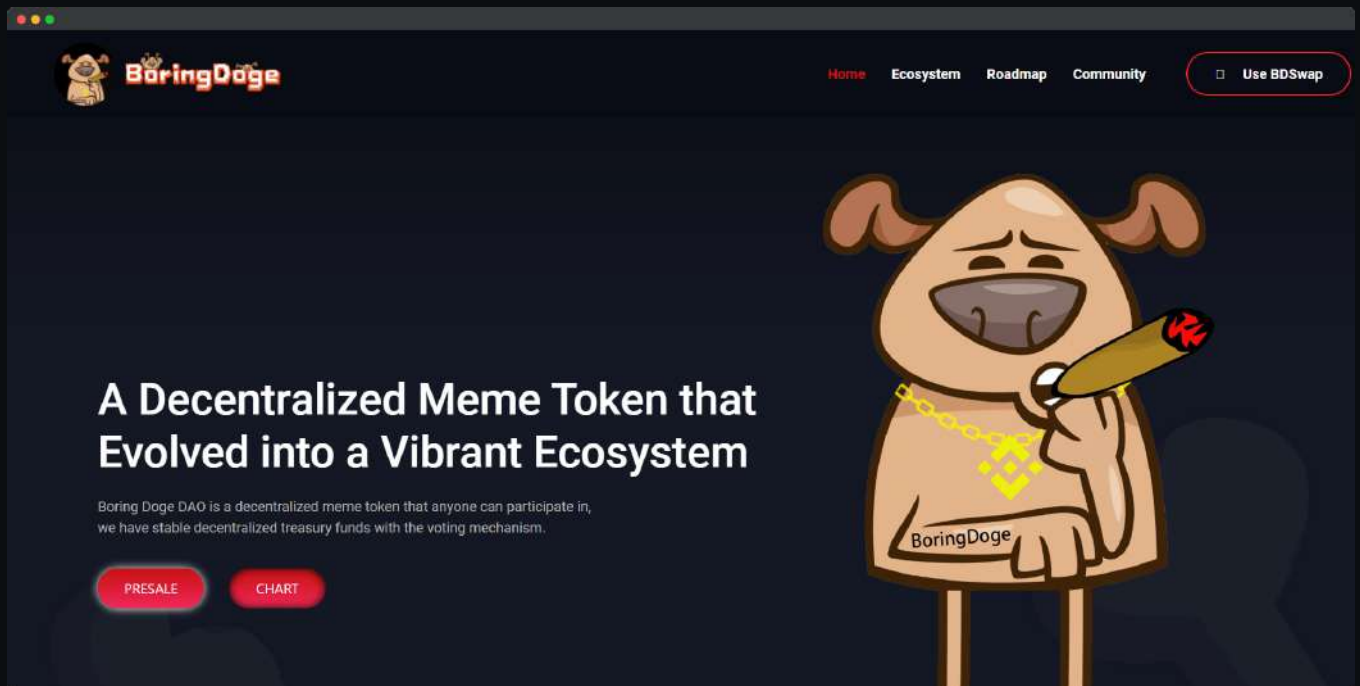 BoringDoge
Home Ecosystem Roadmap Community Use BDSwap
A Decentralized Meme Token that
Evolved into a Vibrant Ecosystem
Boring Doge DAO is a decentralized meme token that anyone can participate in,
we have stable decentralized treasury funds with the voting mechanism.
PRESALE CHART
BoringDoge